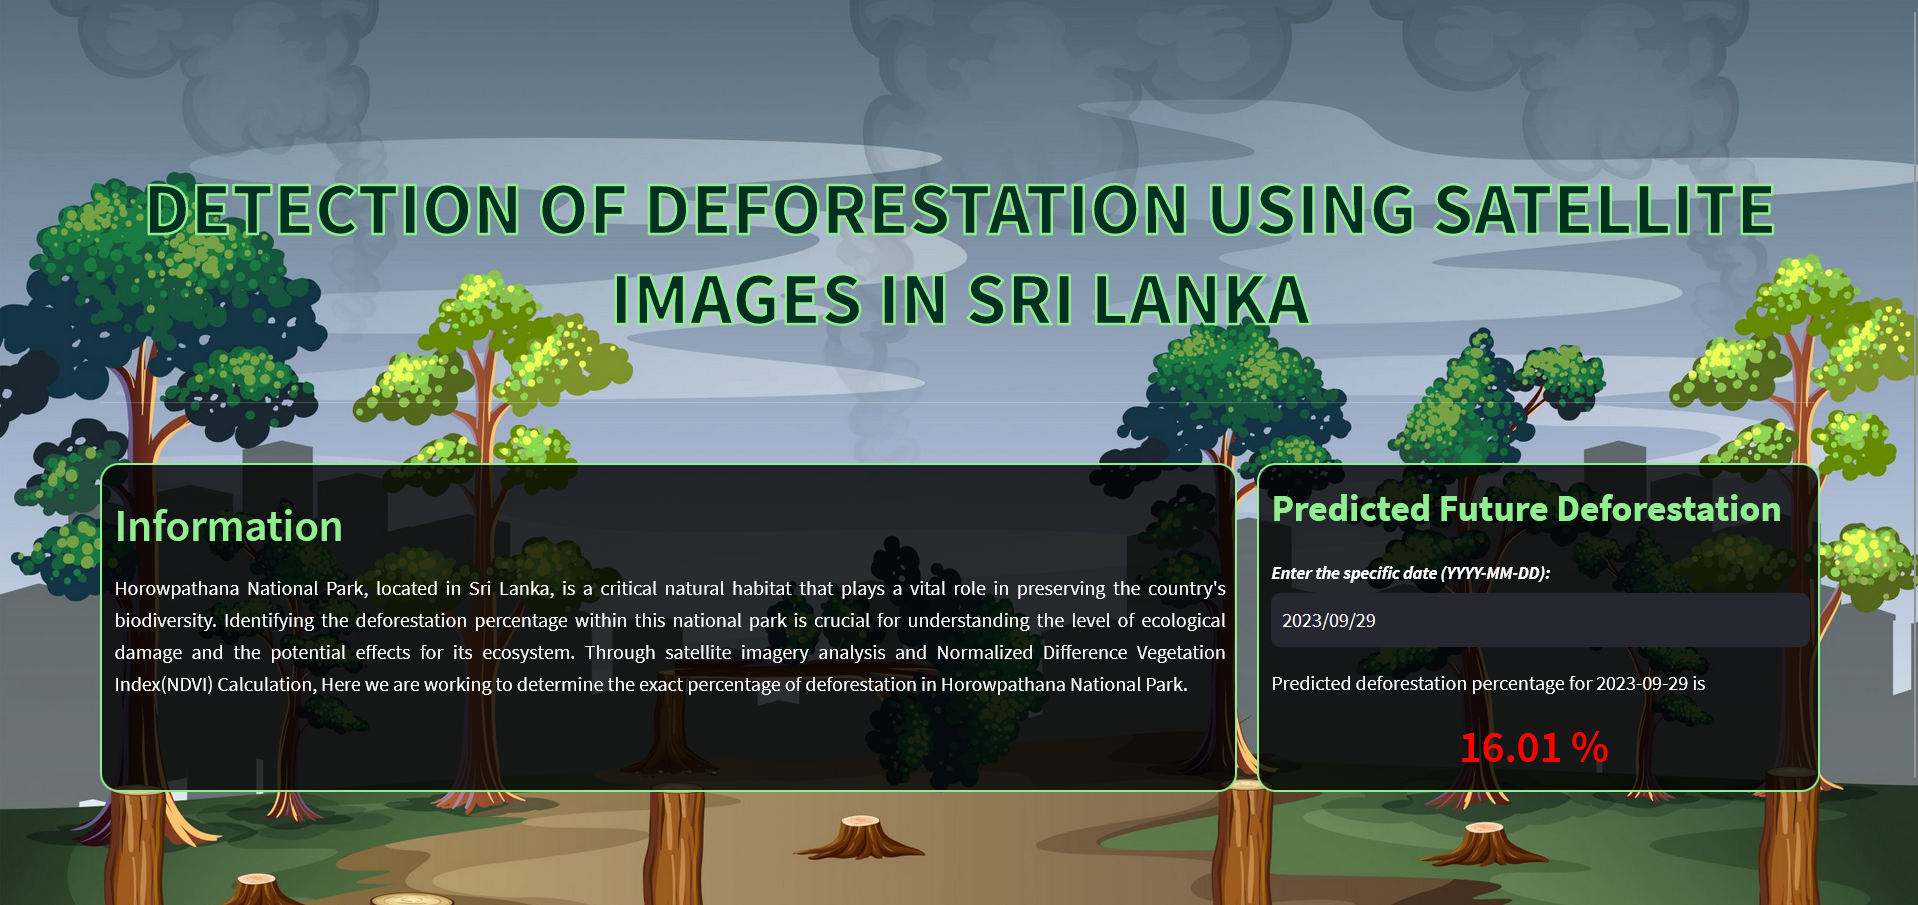 DETECTION OF DEFORESTATION USING SATELLITE
IMAGES IN SRI LANKA
Information
Horowpathana National Park, located in Sri Lanka, is a critical natural habitat that plays a vital role in preserving the country's
biodiversity. Identifying the deforestation percentage within this national park is crucial for understanding the level of ecological
damage and the potential effects for its ecosystem. Through satellite imagery analysis and Normalized Difference Vegetation
Index(NDVI) Calculation, Here we are working to determine the exact percentage of deforestation in Horowpathana National Park.
Predicted Future Deforestation
Enter the specific date (YYYY-MM-DD):
2023/09/29
Predicted deforestation percentage for 2023-09-29 is
16.01 %